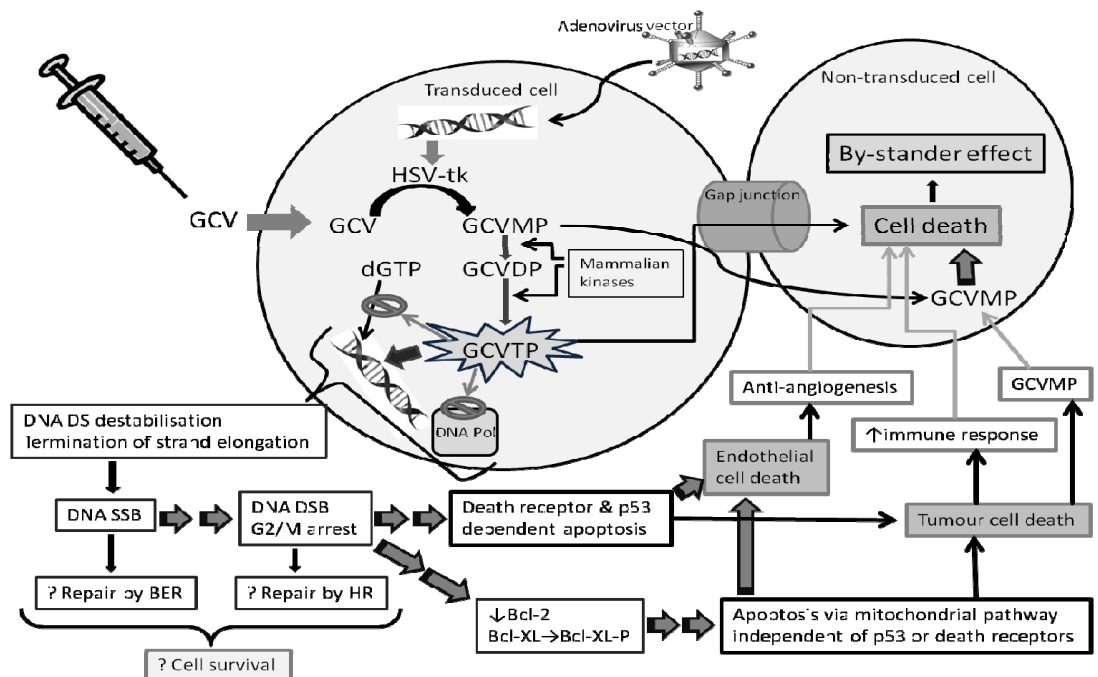 Adenovirus vector
Transduced cell
Non-transduced cell
By-stander effect
HSV-tk
Gap junction
GCV
GCV
GCVMP
Cell death
dGTP
GCVDP
Mammalian
kinases
GCVMP
GCVTP
Anti-angiogenesis
GCVMP
DNA DS destabilisation
Termination of strand elongation
DNA Pol
↑immune response
Endothelial
cell death
DNA SSB
DNA DSB
G2/M arrest
Death receptor & p53
dependent apoptosis
Tumour cell death
? Repair by BER
? Repair by HR
↓Bcl-2
Bcl-XL→Bcl-XL-P
Apoptosis via mitochondrial pathway
independent of p53 or death receptors
? Cell survival